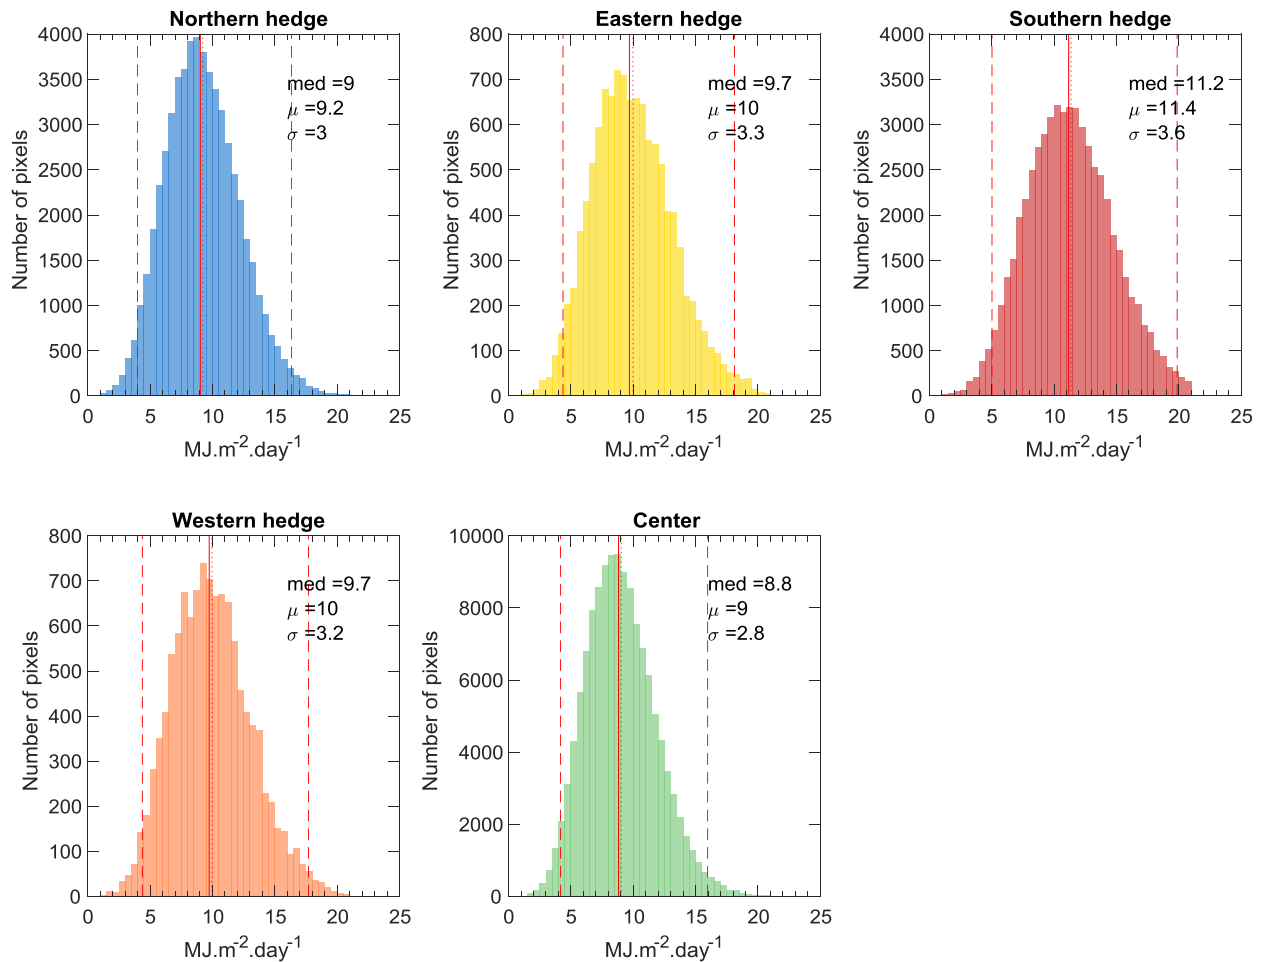 Northern hedge
4000
3500
3000
2500
2000
1500
1000
500
0
Number of pixels
med =9
μ =9.2
σ =3
0 5 10 15 20 25
MJ.m-2.day-1
Eastern hedge
800
700
600
500
400
300
200
100
0
Number of pixels
med =9.7
μ =10
σ =3.3
0 5 10 15 20 25
MJ.m-2.day-1
Southern hedge
4000
3500
3000
2500
2000
1500
1000
500
0
Number of pixels
med =11.2
μ =11.4
σ =3.6
0 5 10 15 20 25
MJ.m-2.day-1
Western hedge
800
700
600
500
400
300
200
100
0
Number of pixels
med =9.7
μ =10
σ =3.2
0 5 10 15 20 25
MJ.m-2.day-1
Center
10000
8000
6000
4000
2000
0
Number of pixels
med =8.8
μ =9
σ =2.8
0 5 10 15 20 25
MJ.m-2.day-1